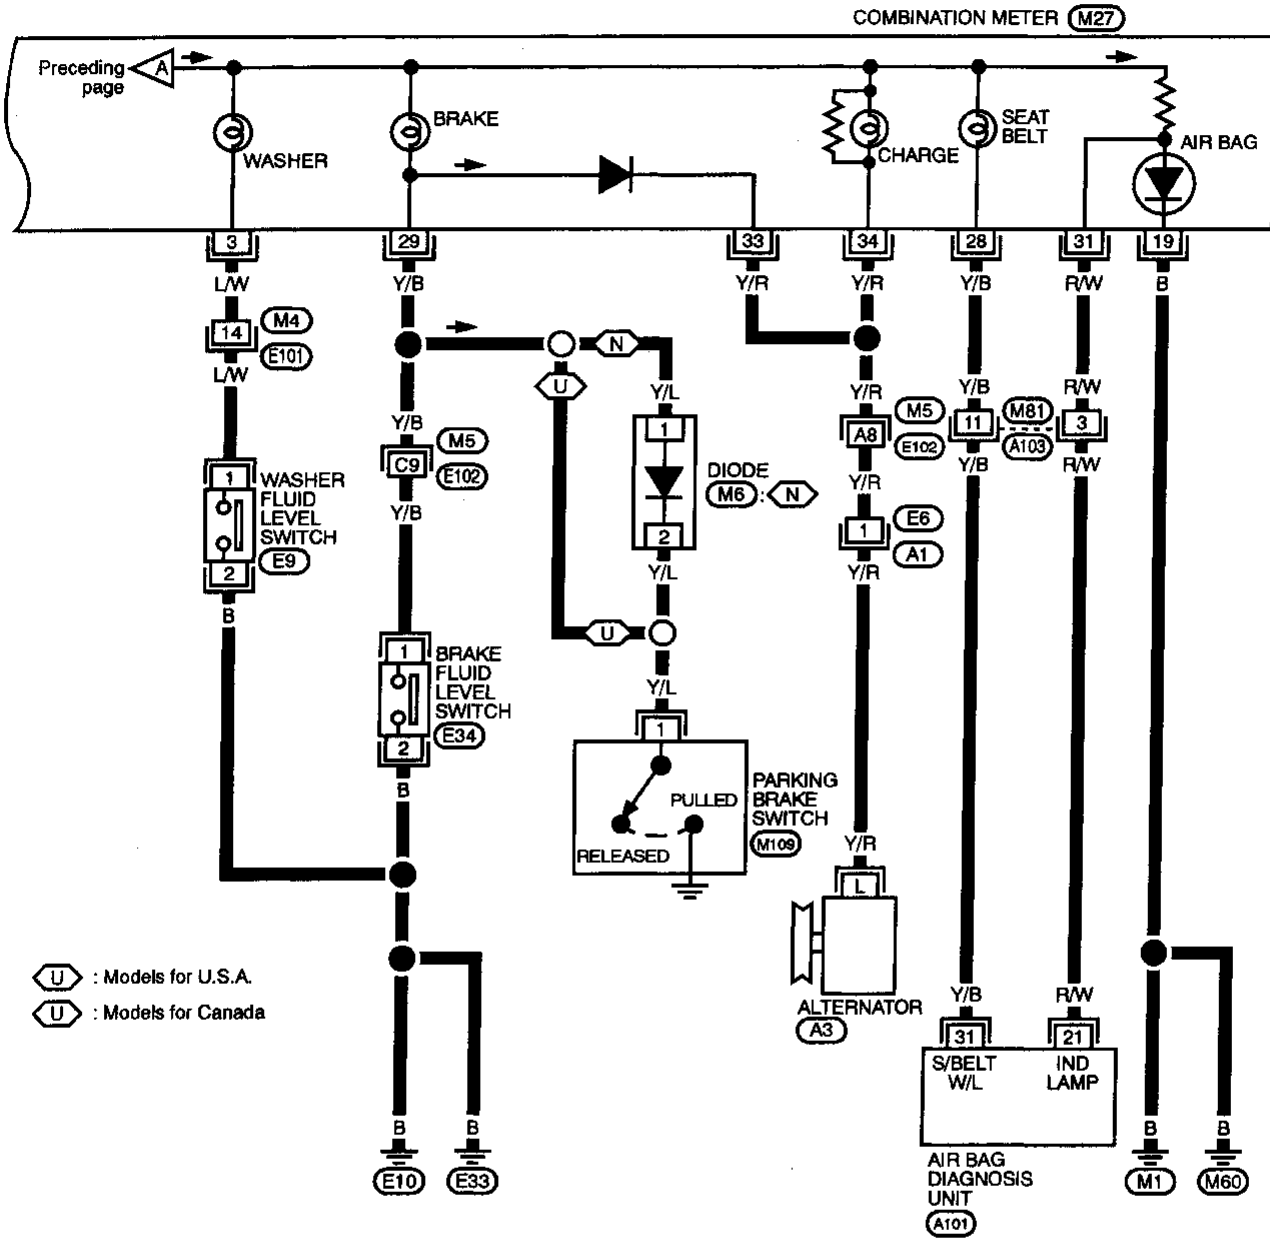 COMBINATION METER M27
Preceding page A
WASHER
BRAKE
CHARGE
SEAT BELT
AIR BAG
3 29 33 34 28 31 19
L/W Y/B Y/R Y/R Y/B R/W B
14 M4
E101
L/W
1 WASHER
FLUID
LEVEL
SWITCH
E9
2
B
Y/B
C9 M5
E102
Y/B
1 BRAKE
FLUID
LEVEL
SWITCH
E34
2
B
N
U
Y/L
1
DIODE
M6 : N
2
Y/L
U
Y/L
1
PARKING
BRAKE
SWITCH
M109
PULLED
RELEASED
Y/R
A8 M5
E102
Y/R
1 E6
A1
Y/R
Y/R
L
ALTERNATOR
A3
Y/B R/W
11 M81 3
A103
Y/B R/W
Y/B R/W
31 21
S/BELT W/L
IND LAMP
AIR BAG
DIAGNOSIS
UNIT
A101
U : Models for U.S.A.
U : Models for Canada
B B B B
E10 E33 M1 M60